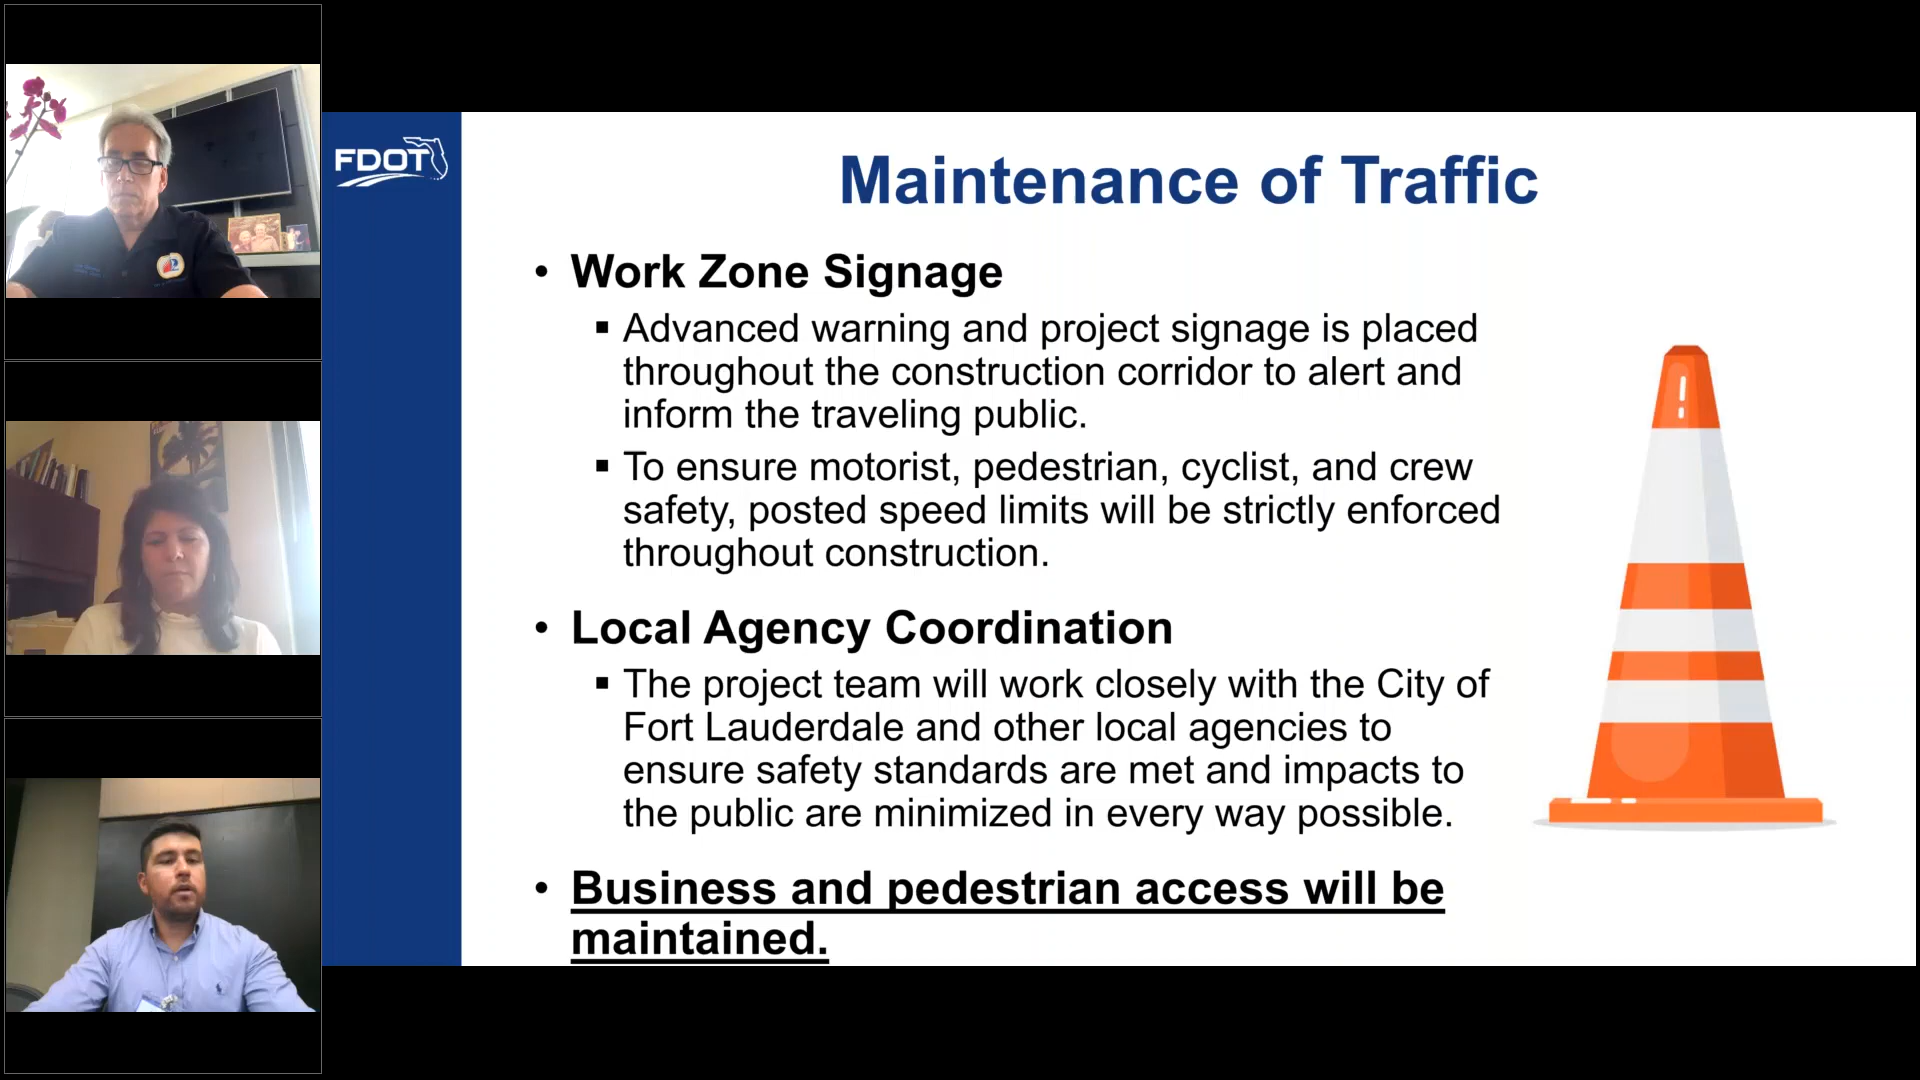 FDOT
Maintenance of Traffic
• Work Zone Signage
▪ Advanced warning and project signage is placed
throughout the construction corridor to alert and
inform the traveling public.
▪ To ensure motorist, pedestrian, cyclist, and crew
safety, posted speed limits will be strictly enforced
throughout construction.
• Local Agency Coordination
▪ The project team will work closely with the City of
Fort Lauderdale and other local agencies to
ensure safety standards are met and impacts to
the public are minimized in every way possible.
• Business and pedestrian access will be
maintained.